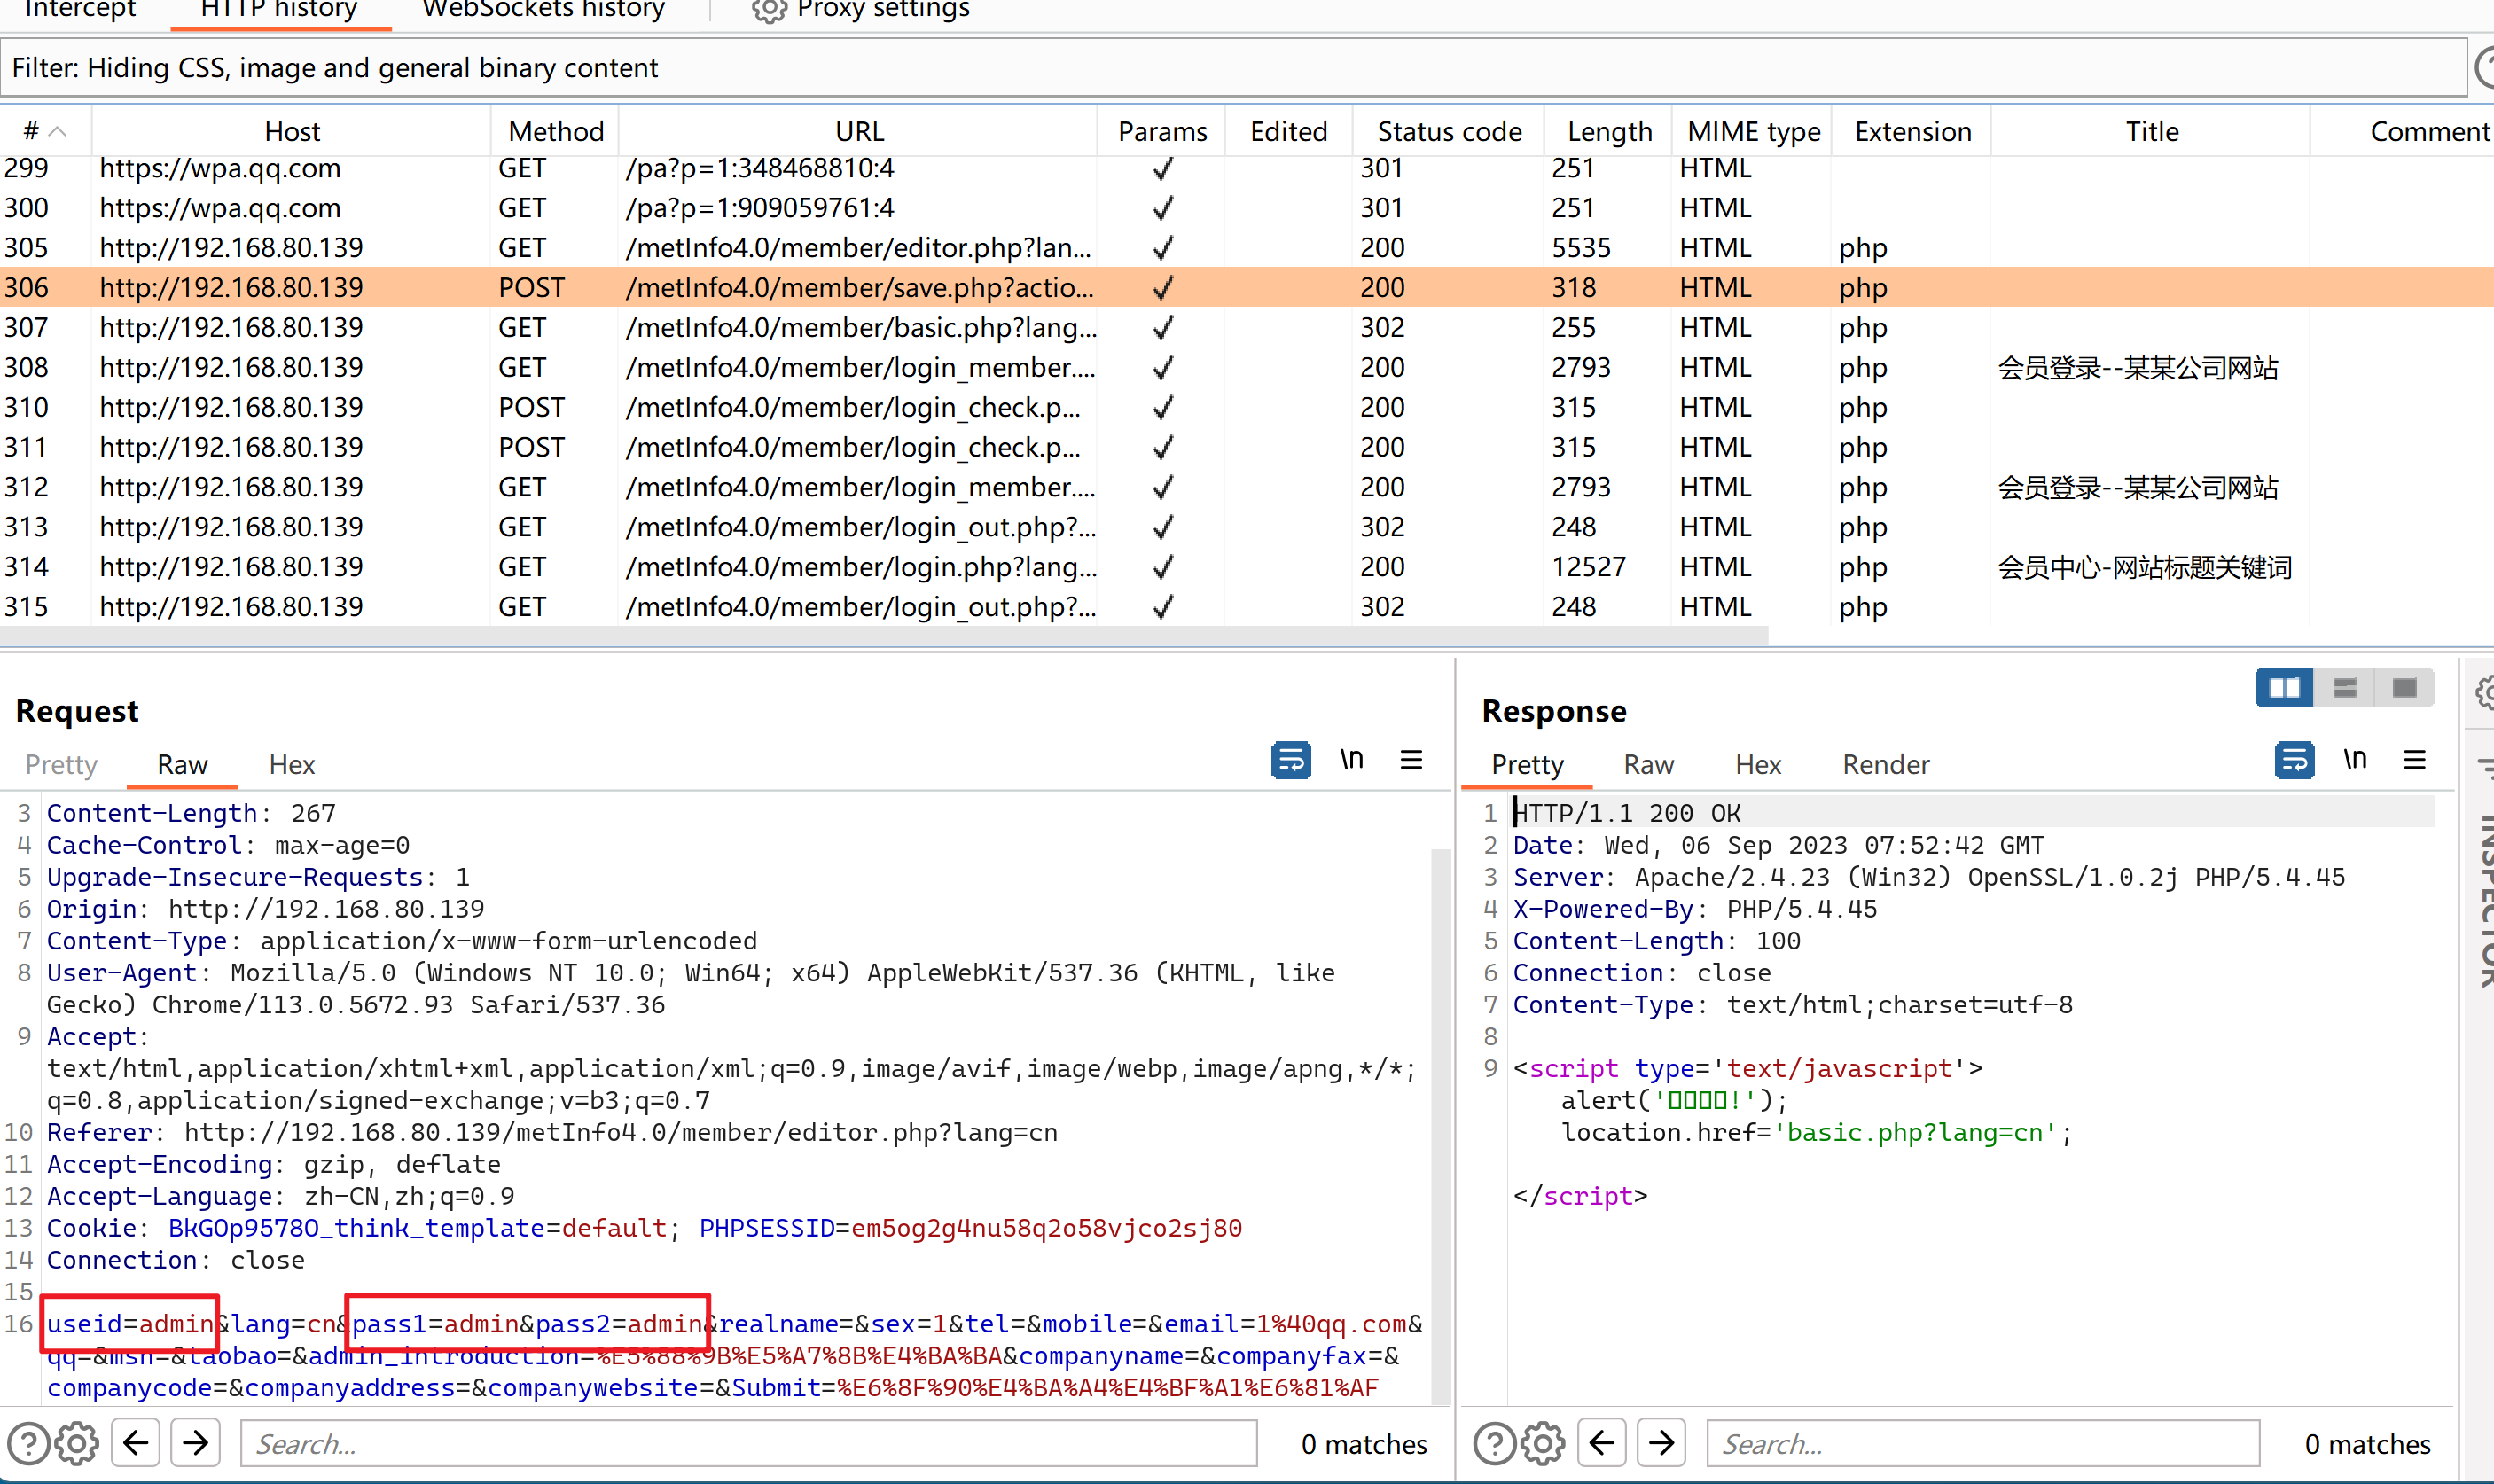 Intercept HTTP history WebSockets history Proxy settings
Filter: Hiding CSS, image and general binary content
# Host Method URL Params Edited Status code Length MIME type Extension Title Comment
299 https://wpa.qq.com GET /pa?p=1:348468810:4 ✓ 301 251 HTML
300 https://wpa.qq.com GET /pa?p=1:909059761:4 ✓ 301 251 HTML
305 http://192.168.80.139 GET /metInfo4.0/member/editor.php?lan... ✓ 200 5535 HTML php
306 http://192.168.80.139 POST /metInfo4.0/member/save.php?actio... ✓ 200 318 HTML php
307 http://192.168.80.139 GET /metInfo4.0/member/basic.php?lang... ✓ 302 255 HTML php
308 http://192.168.80.139 GET /metInfo4.0/member/login_member.... ✓ 200 2793 HTML php 会员登录--某某公司网站
310 http://192.168.80.139 POST /metInfo4.0/member/login_check.p... ✓ 200 315 HTML php
311 http://192.168.80.139 POST /metInfo4.0/member/login_check.p... ✓ 200 315 HTML php
312 http://192.168.80.139 GET /metInfo4.0/member/login_member.... ✓ 200 2793 HTML php 会员登录--某某公司网站
313 http://192.168.80.139 GET /metInfo4.0/member/login_out.php?... ✓ 302 248 HTML php
314 http://192.168.80.139 GET /metInfo4.0/member/login.php?lang... ✓ 200 12527 HTML php 会员中心-网站标题关键词
315 http://192.168.80.139 GET /metInfo4.0/member/login_out.php?... ✓ 302 248 HTML php
Request
Pretty Raw Hex \n
3 Content-Length: 267
4 Cache-Control: max-age=0
5 Upgrade-Insecure-Requests: 1
6 Origin: http://192.168.80.139
7 Content-Type: application/x-www-form-urlencoded
8 User-Agent: Mozilla/5.0 (Windows NT 10.0; Win64; x64) AppleWebKit/537.36 (KHTML, like
Gecko) Chrome/113.0.5672.93 Safari/537.36
9 Accept:
text/html,application/xhtml+xml,application/xml;q=0.9,image/avif,image/webp,image/apng,*/*;
q=0.8,application/signed-exchange;v=b3;q=0.7
10 Referer: http://192.168.80.139/metInfo4.0/member/editor.php?lang=cn
11 Accept-Encoding: gzip, deflate
12 Accept-Language: zh-CN,zh;q=0.9
13 Cookie: BkGOp9578O_think_template=default; PHPSESSID=em5og2g4nu58q2o58vjco2sj80
14 Connection: close
15
16 useid=admin&lang=cn&pass1=admin&pass2=admin&realname=&sex=1&tel=&mobile=&email=1%40qq.com&
qq=&msn=&taobao=&admin_introduction=%E5%88%9B%E5%A7%8B%E4%BA%BA&companyname=&companyfax=&
companycode=&companyaddress=&companywebsite=&Submit=%E6%8F%90%E4%BA%A4%E4%BF%A1%E6%81%AF
Search... 0 matches
Response
Pretty Raw Hex Render \n
1 HTTP/1.1 200 OK
2 Date: Wed, 06 Sep 2023 07:52:42 GMT
3 Server: Apache/2.4.23 (Win32) OpenSSL/1.0.2j PHP/5.4.45
4 X-Powered-By: PHP/5.4.45
5 Content-Length: 100
6 Connection: close
7 Content-Type: text/html;charset=utf-8
8
9 <script type='text/javascript'>
alert('▯▯▯▯!');
location.href='basic.php?lang=cn';
</script>
Search... 0 matches
INSPECTOR